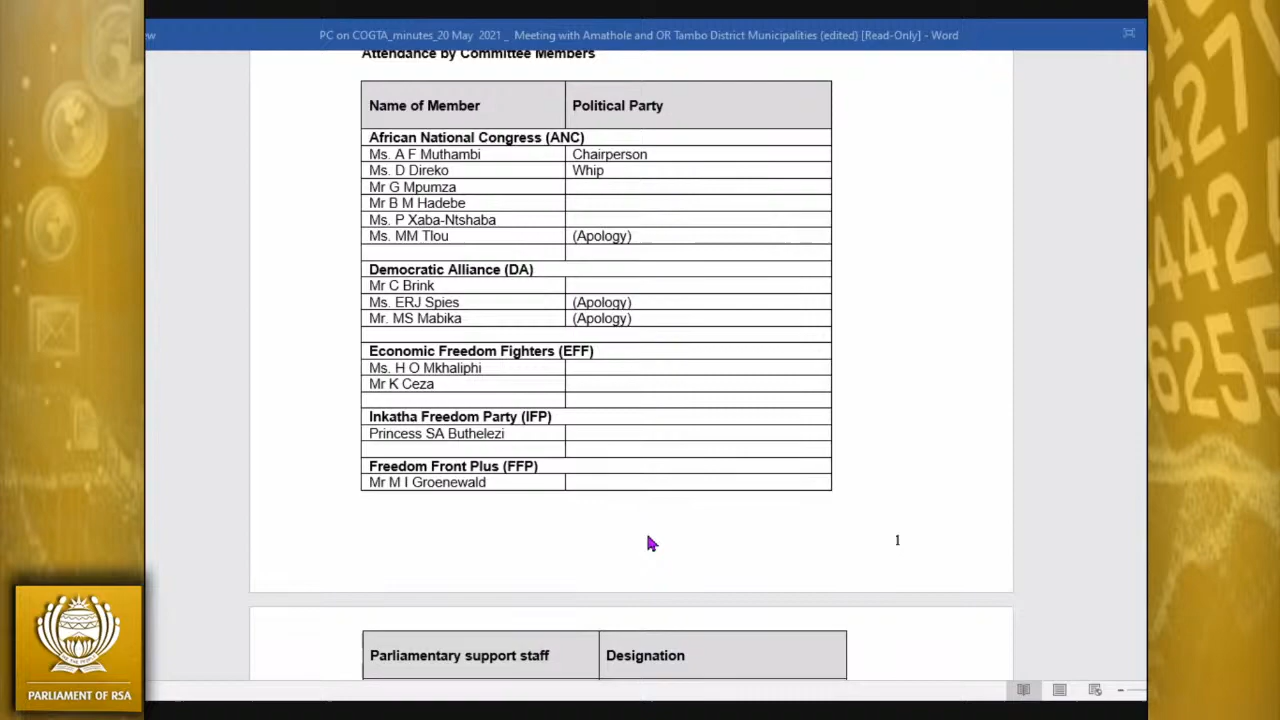 ew
PC on COGTA_minutes_20 May 2021 _ Meeting with Amathole and OR Tambo District Municipalities (edited) [Read-Only] - Word
Attendance by Committee Members
Name of Member Political Party
African National Congress (ANC)
Ms. A F Muthambi Chairperson
Ms. D Direko Whip
Mr G Mpumza
Mr B M Hadebe
Ms. P Xaba-Ntshaba
Ms. MM Tlou (Apology)
Democratic Alliance (DA)
Mr C Brink
Ms. ERJ Spies (Apology)
Mr. MS Mabika (Apology)
Economic Freedom Fighters (EFF)
Ms. H O Mkhaliphi
Mr K Ceza
Inkatha Freedom Party (IFP)
Princess SA Buthelezi
Freedom Front Plus (FFP)
Mr M I Groenewald
1
Parliamentary support staff Designation
PARLIAMENT OF RSA